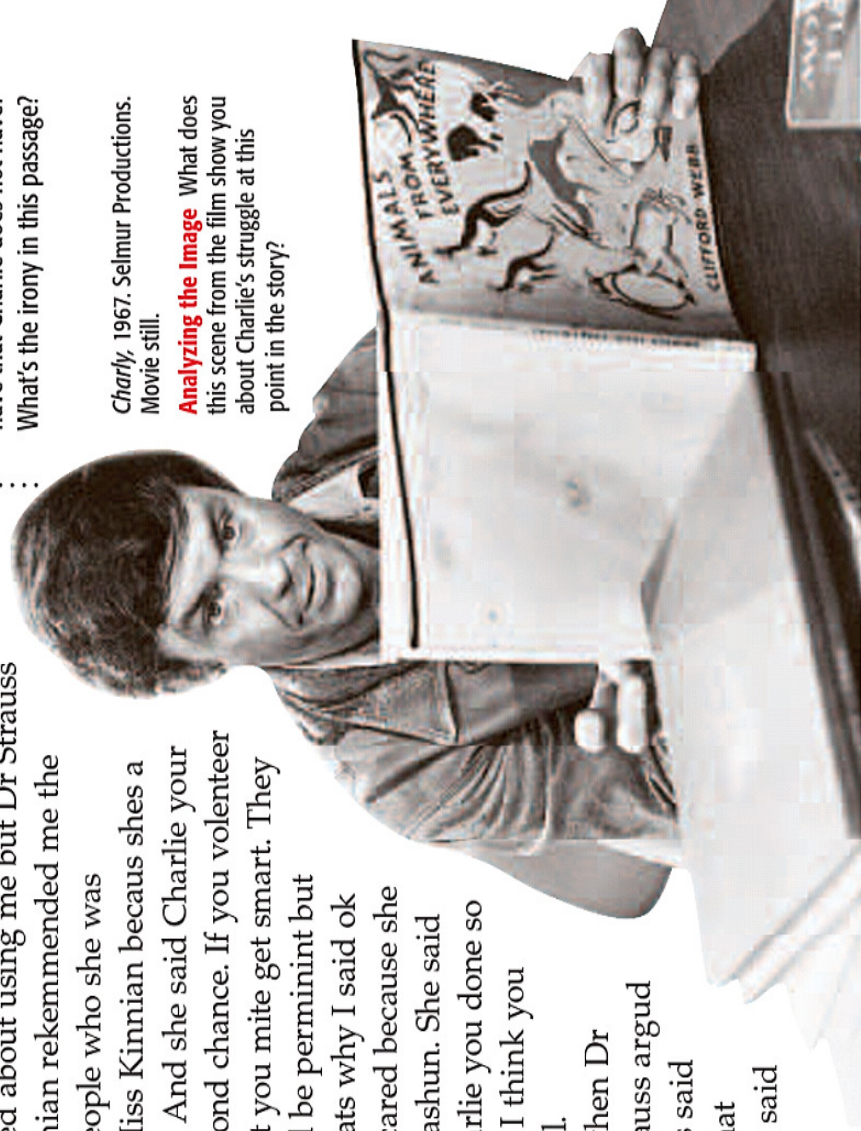 ed about using me but Dr Strauss
nian rekemmended me the
eople who she was
iss Kinnian becaus shes a
And she said Charlie your
ond chance. If you volenteer
t you mite get smart. They
l be perminint but
ats why I said ok
cared because she
ashun. She said
rlie you done so
I think you
l.
hen Dr
auss argud
s said
at
said
What's the irony in this passage?
Charly, 1967. Selmur Productions.
Movie still.
Analyzing the Image What does
this scene from the film show you
about Charlie's struggle at this
point in the story?
ANIMALS
FROM
EVERYWHERE
CLIFFORD WEBB